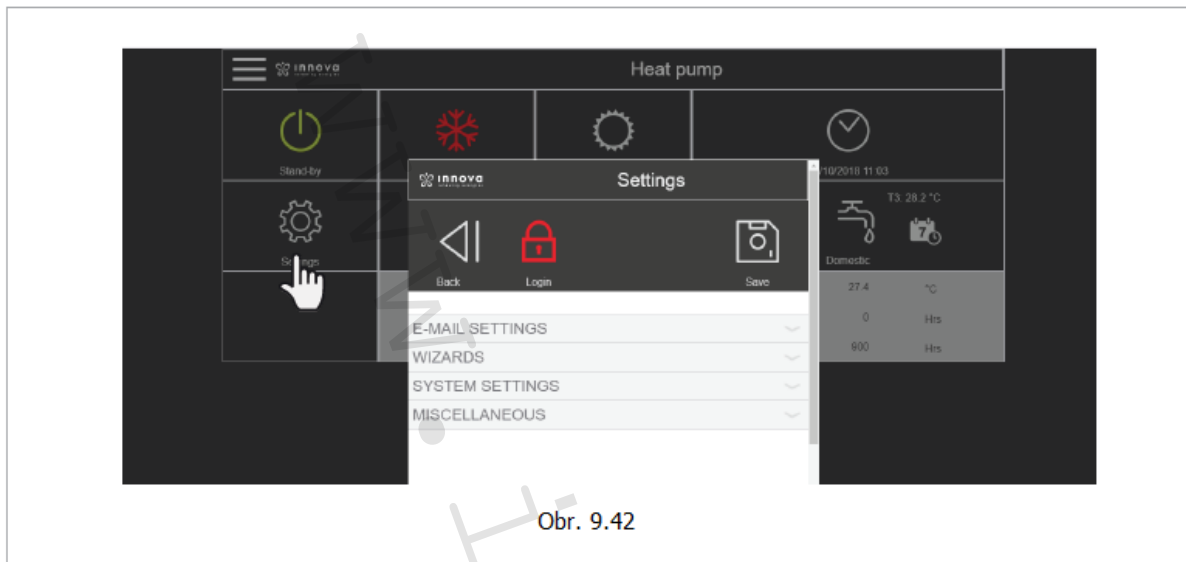 innova
Heat pump
Stand-by
/10/2018 11:03
innova
Settings
T3: 28.2 °C
7
Back
Login
Save
Domestic
Settings
27.4 °C
0 Hrs
900 Hrs
E-MAIL SETTINGS
WIZARDS
SYSTEM SETTINGS
MISCELLANEOUS
Obr. 9.42